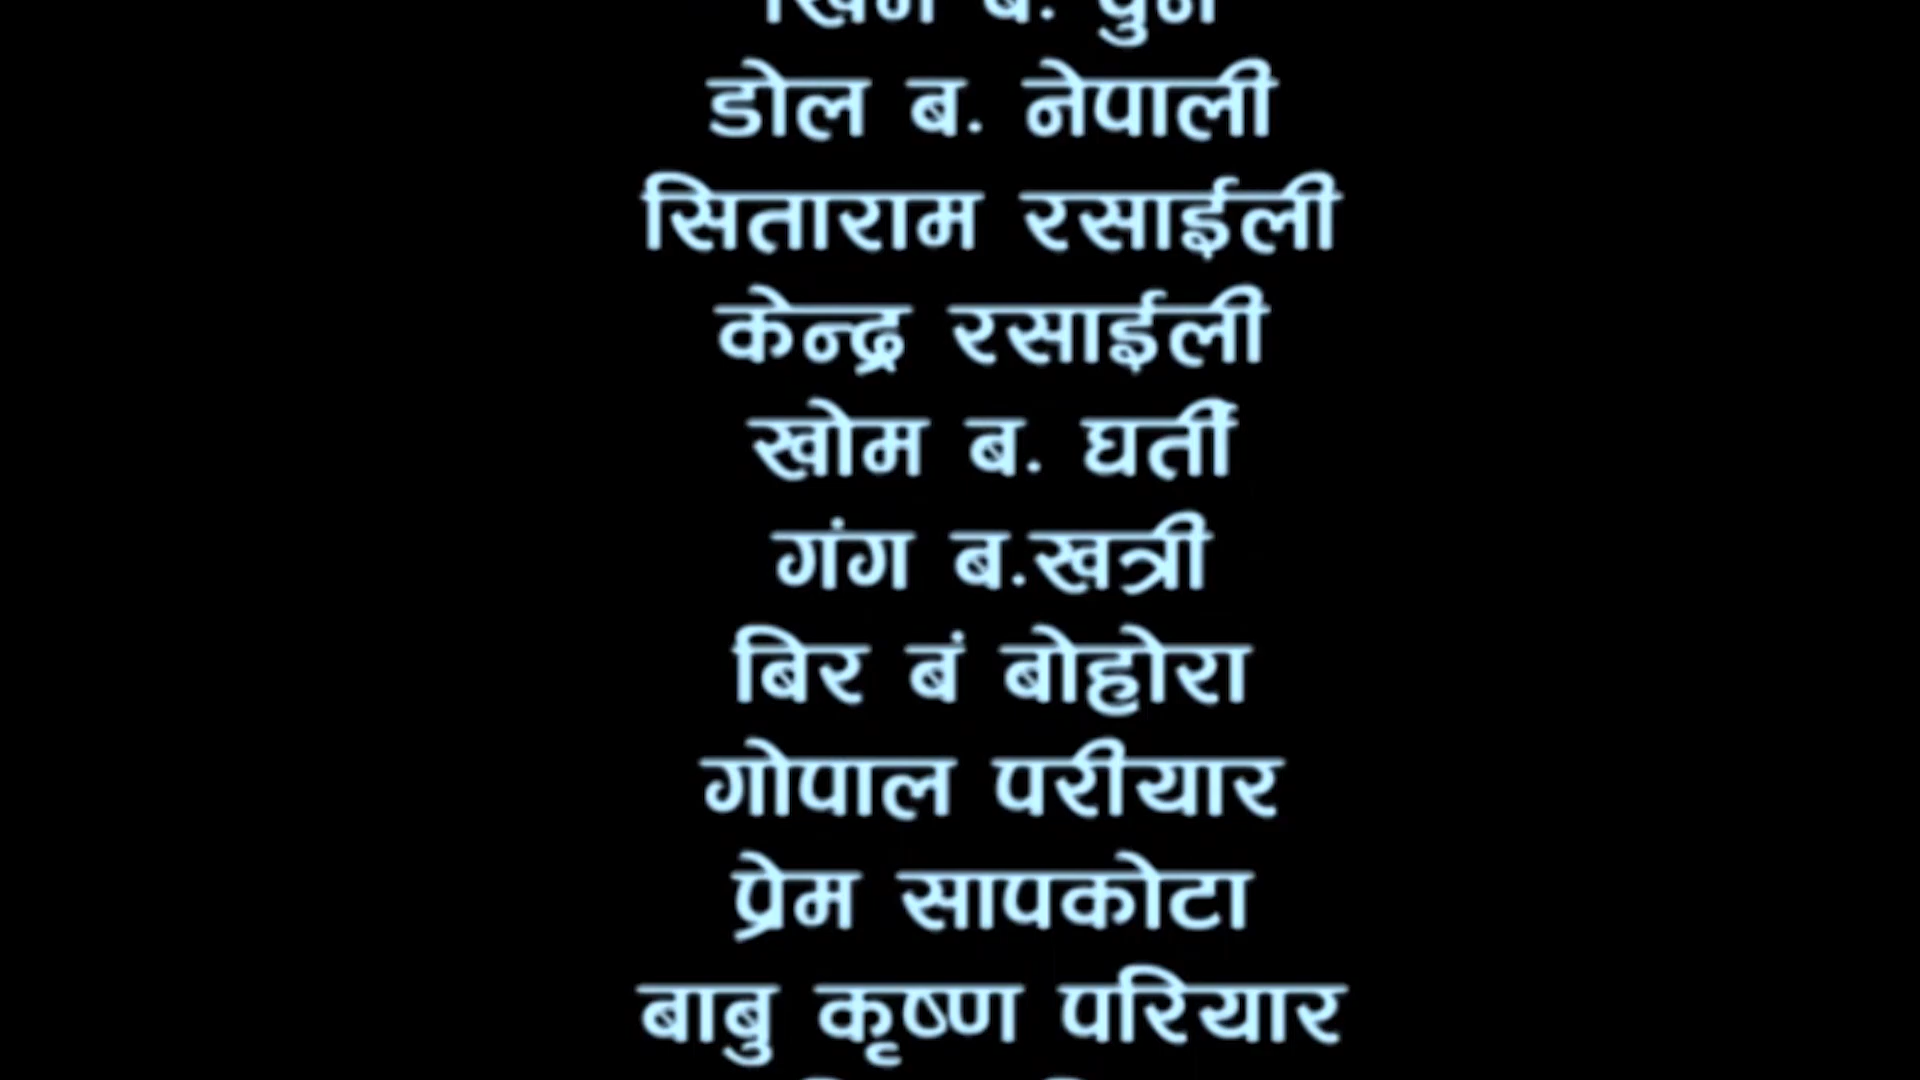 डोल ब. नेपाली
सिताराम रसाईली
केन्द्र रसाईली
खोम ब. घर्ती
गंग ब.खत्री
बिर बं बोहोरा
गोपाल परीयार
प्रेम सापकोटा
बाबु कृष्ण परियार